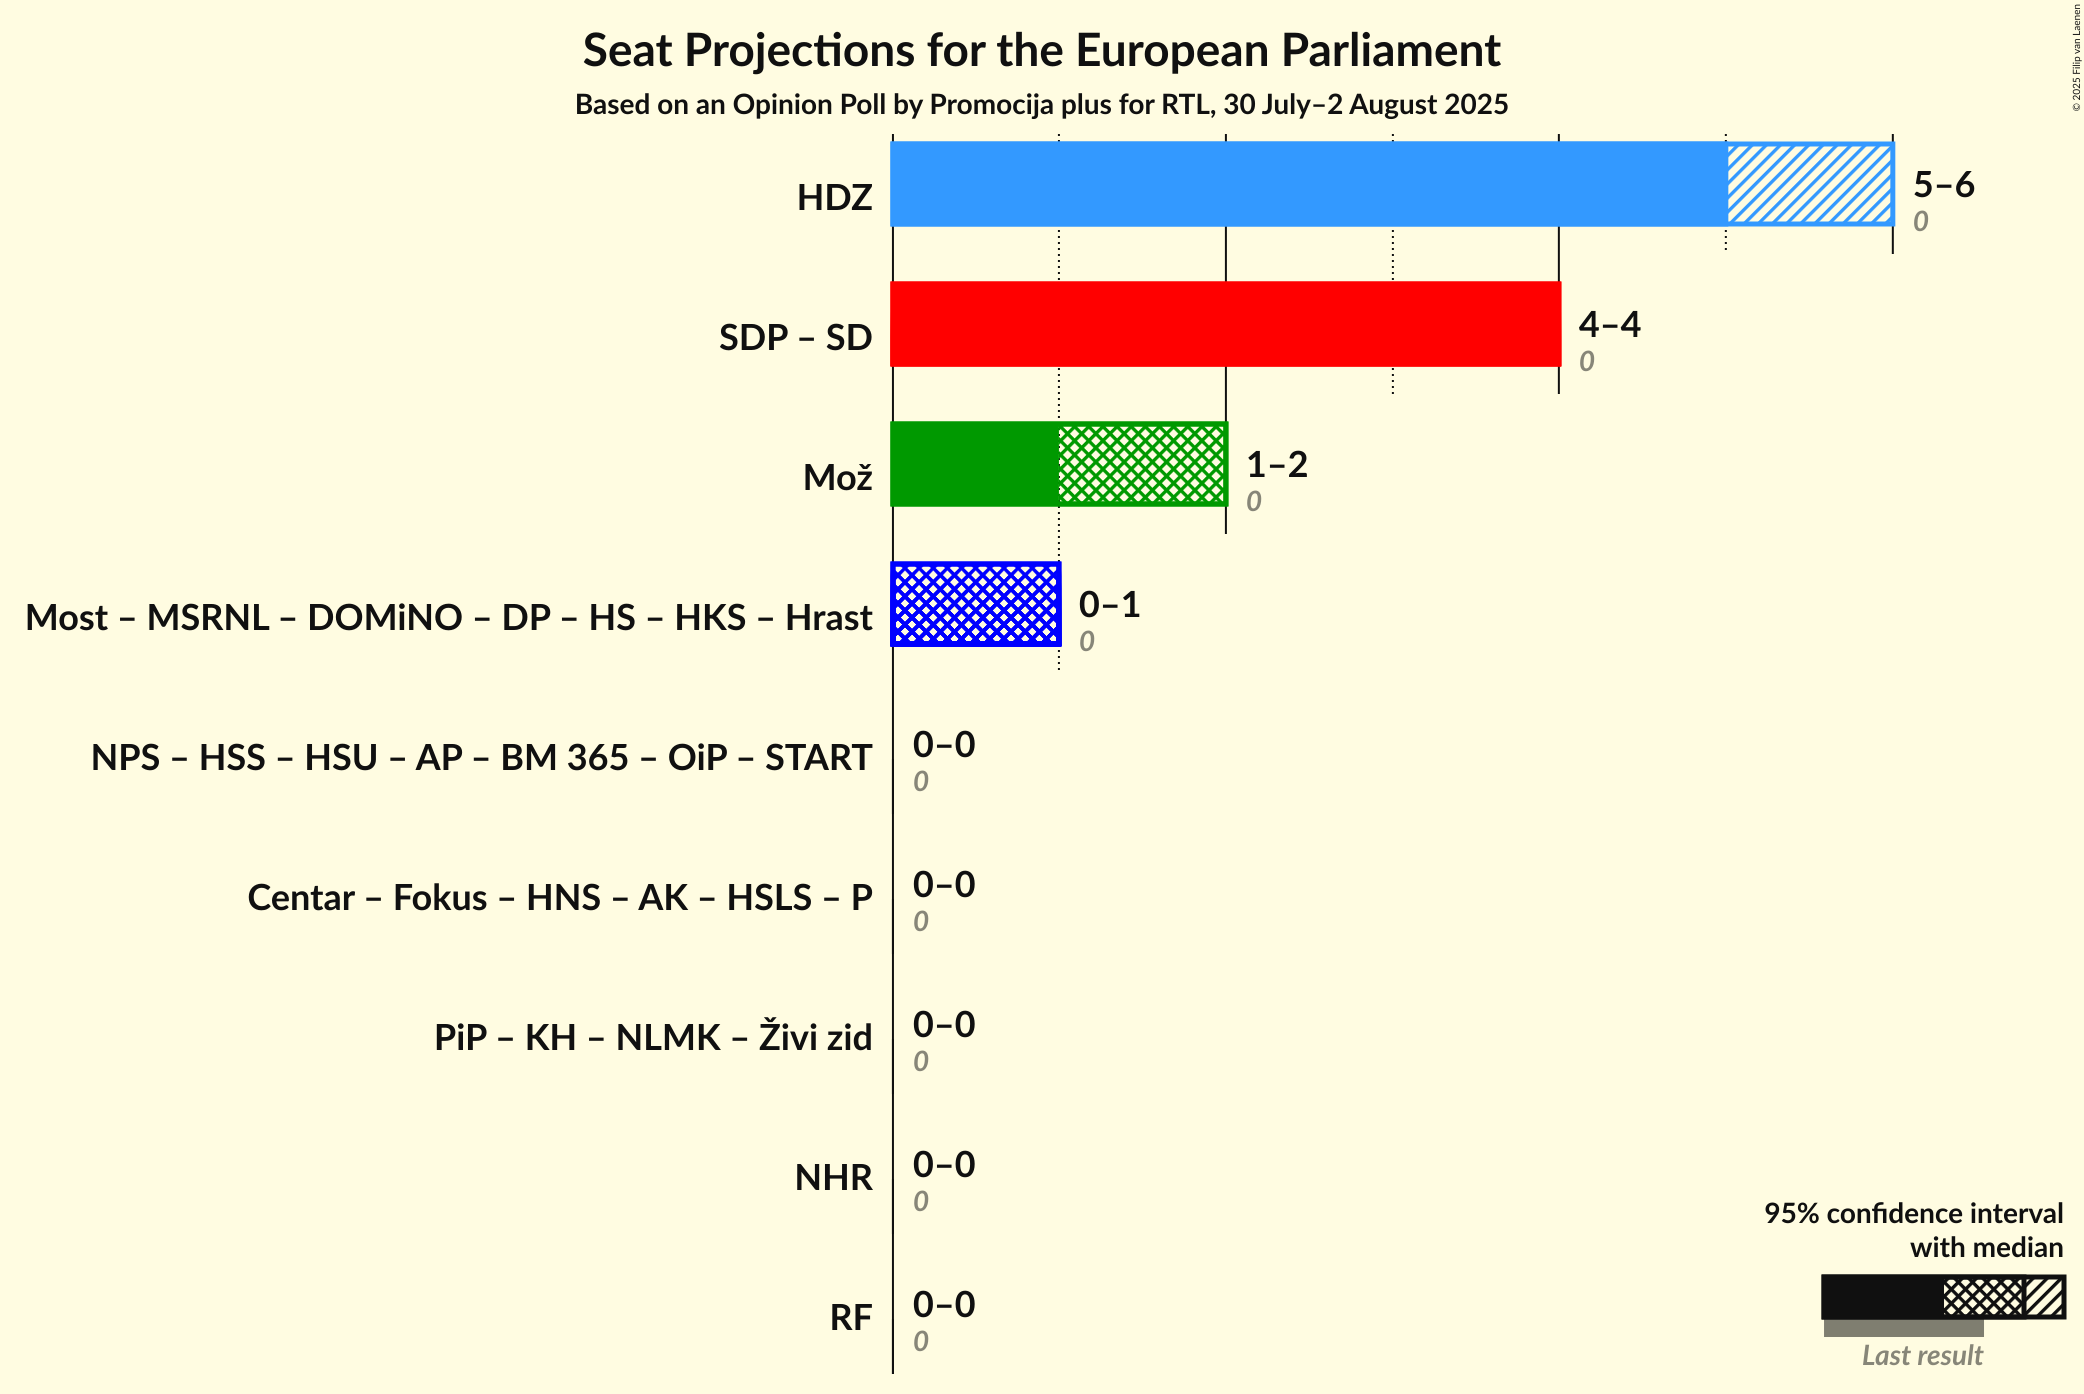 Seat Projections for the European Parliament
Based on an Opinion Poll by Promocija plus for RTL, 30 July–2 August 2025
© 2025 Filip van Laenen
HDZ
5–6
0
SDP – SD
4–4
0
Mož
1–2
0
Most – MSRNL – DOMiNO – DP – HS – HKS – Hrast
0–1
0
NPS – HSS – HSU – AP – BM 365 – OiP – START
0–0
0
Centar – Fokus – HNS – AK – HSLS – P
0–0
0
PiP – KH – NLMK – Živi zid
0–0
0
NHR
0–0
0
RF
0–0
0
95% confidence interval
with median
Last result